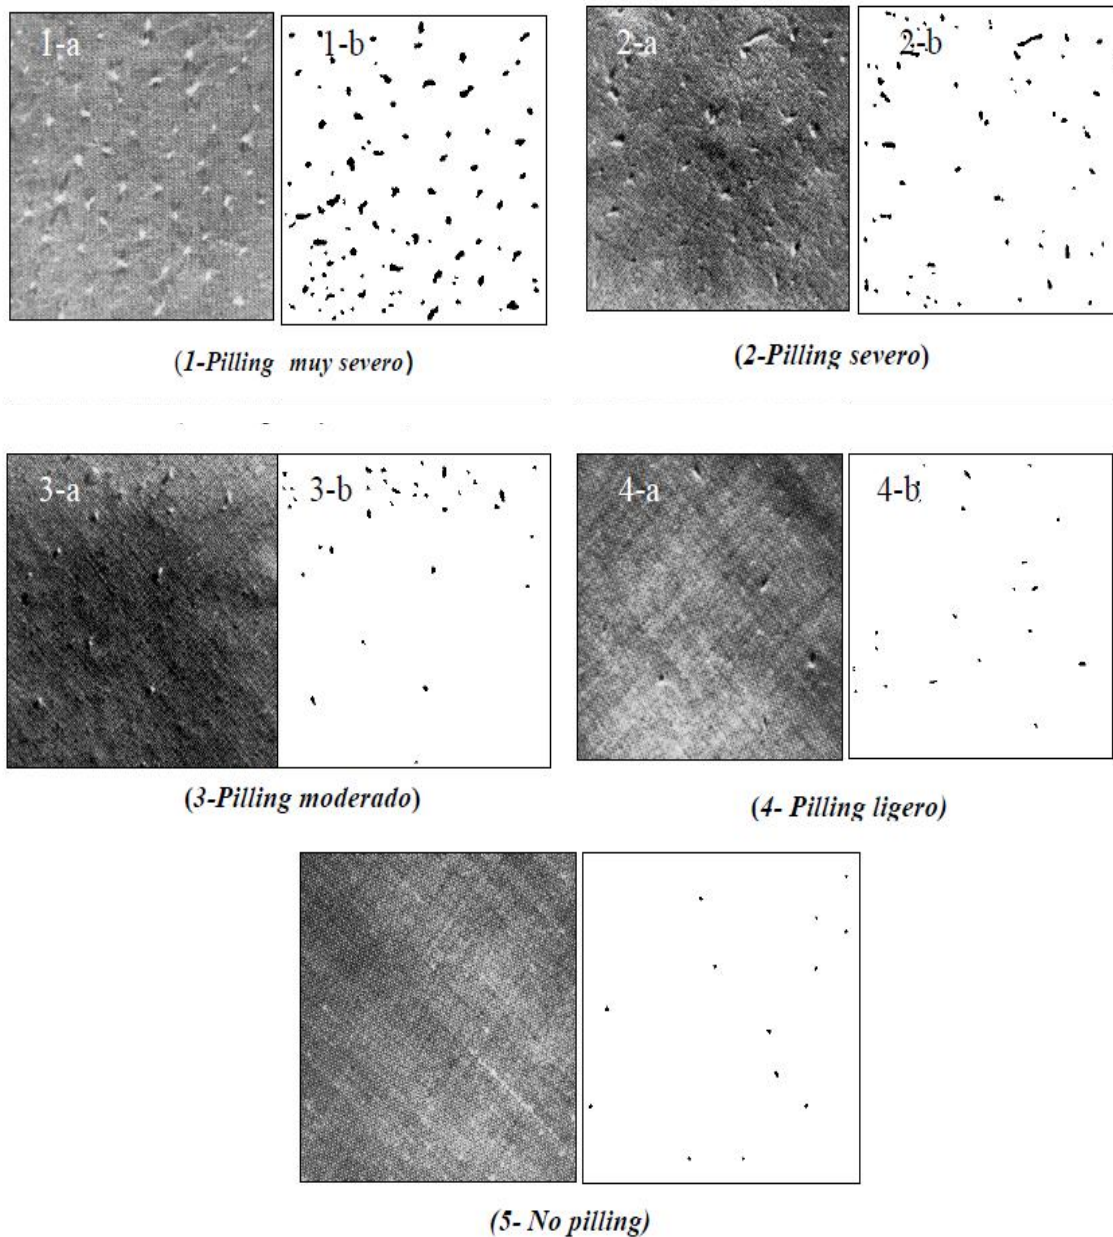 1-a 1-b 2-a 2-b
(1-Pilling muy severo)
(2-Pilling severo)
3-a 3-b 4-a 4-b
(3-Pilling moderado)
(4- Pilling ligero)
(5- No pilling)